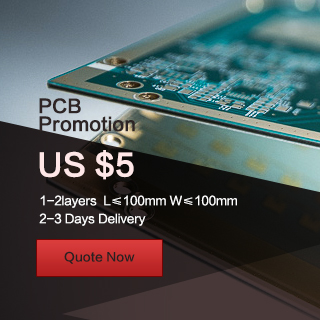 PCB
Promotion
US $5
1-2layers L≤100mm W≤100mm
2-3 Days Delivery
Quote Now